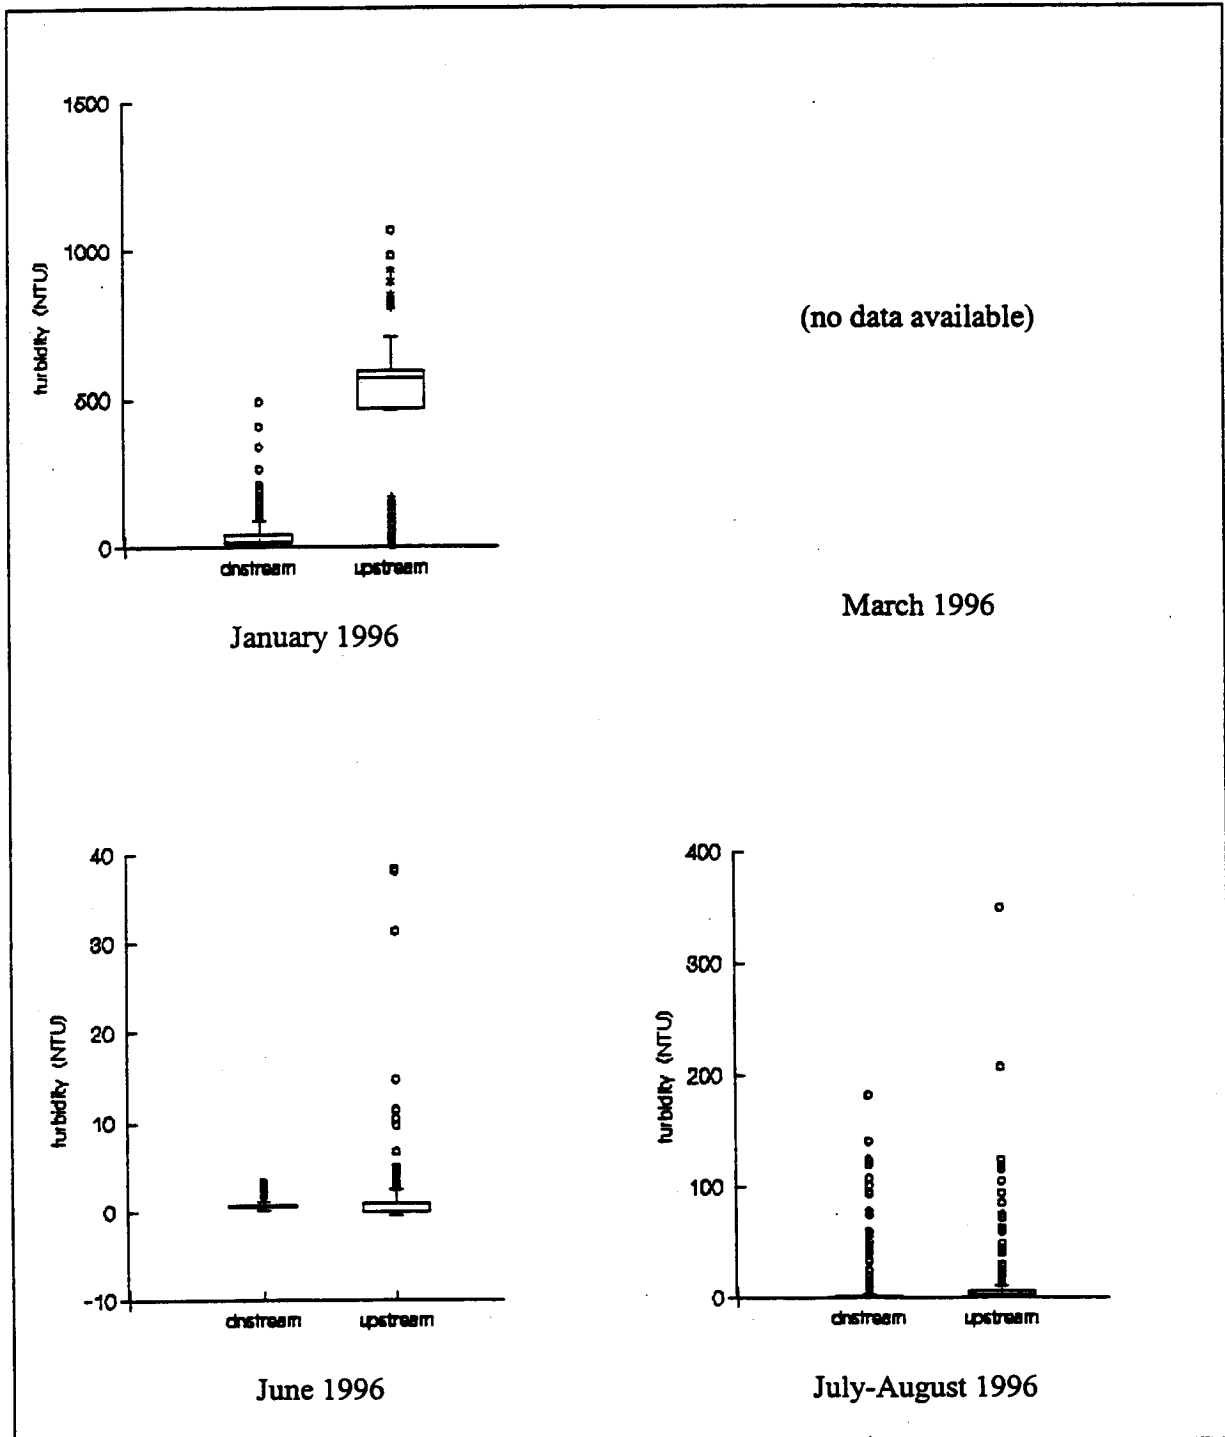 1500
1000
500
0
turbidity (NTU)
dnstream upstream
January 1996
(no data available)
March 1996
40
30
20
10
0
-10
turbidity (NTU)
dnstream upstream
June 1996
400
300
200
100
0
turbidity (NTU)
dnstream upstream
July-August 1996